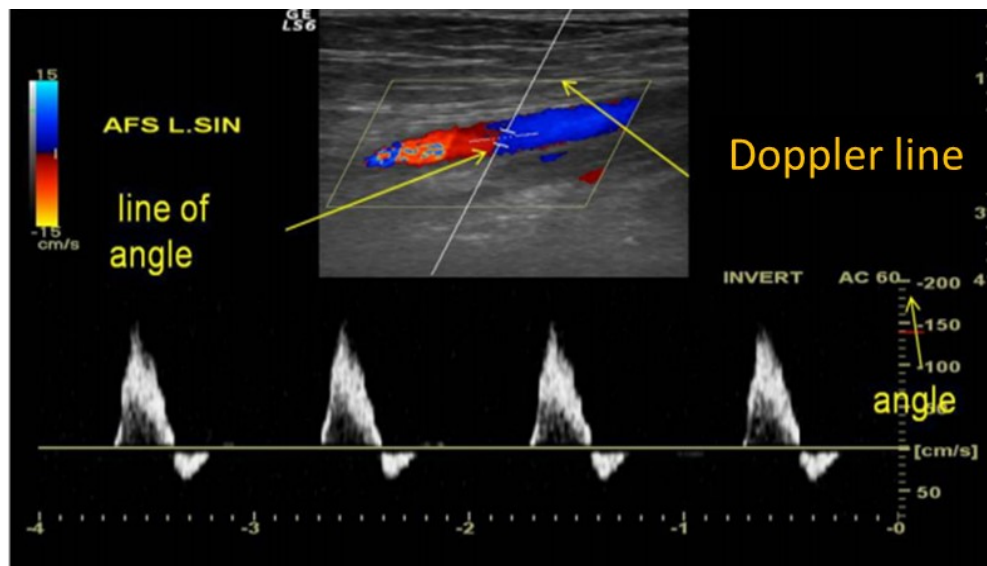 GE
LS6
15
AFS L.SIN
-15
cm/s
line of
angle
Doppler line
1
3
4
INVERT AC 60
-200
-150
-100
angle
[cm/s]
50
-4 -3 -2 -1 -0